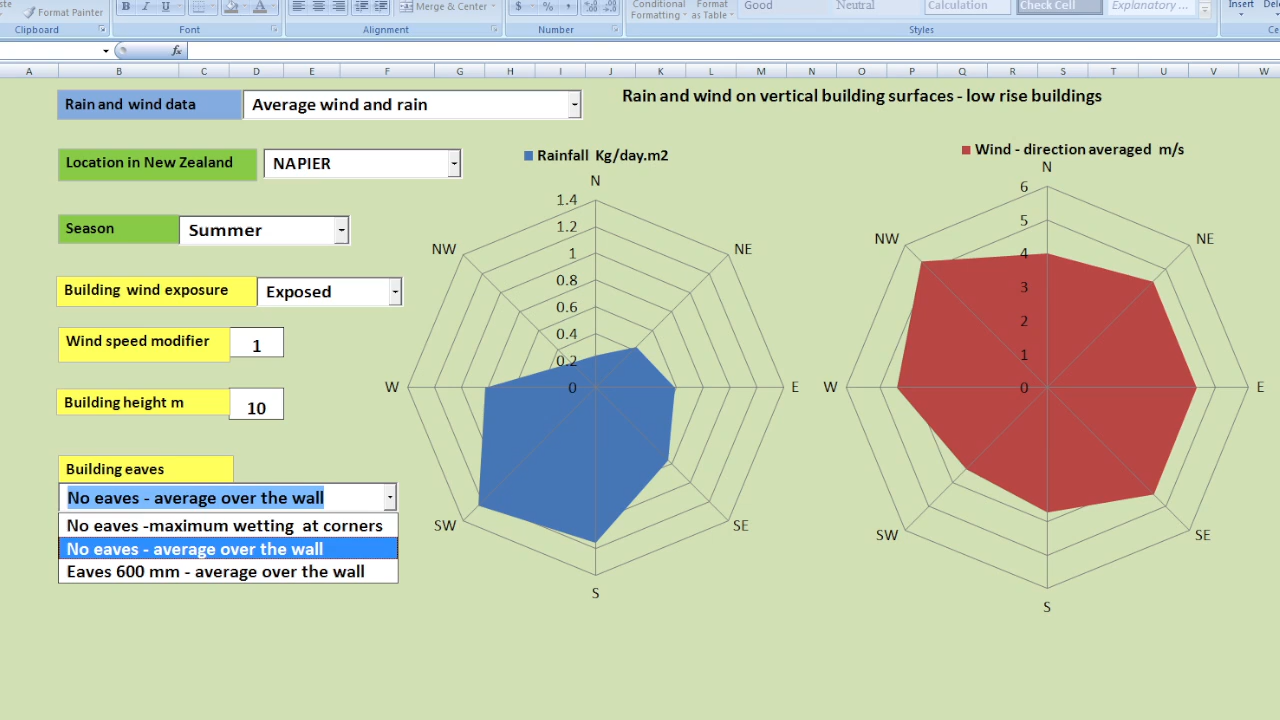 Format Painter
B I U A
Merge & Center
$ % ,
Conditional Formatting
Format as Table
Good
Neutral
Calculation
Check Cell
Explanatory ...
Insert
Clipboard
Font
Alignment
Number
Styles
fx
A B C D E F G H I J K L M N O P Q R S T U V W
Rain and wind data
Average wind and rain
Rain and wind on vertical building surfaces - low rise buildings
Location in New Zealand
NAPIER
Season
Summer
Building wind exposure
Exposed
Wind speed modifier
1
Building height m
10
Building eaves
No eaves - average over the wall
No eaves -maximum wetting at corners
No eaves - average over the wall
Eaves 600 mm - average over the wall
Rainfall Kg/day.m2
N
1.4
1.2
1
0.8
0.6
0.4
0.2
0
NW
NE
W
E
SW
SE
S
Wind - direction averaged m/s
N
6
5
4
3
2
1
0
NW
NE
W
E
SW
SE
S